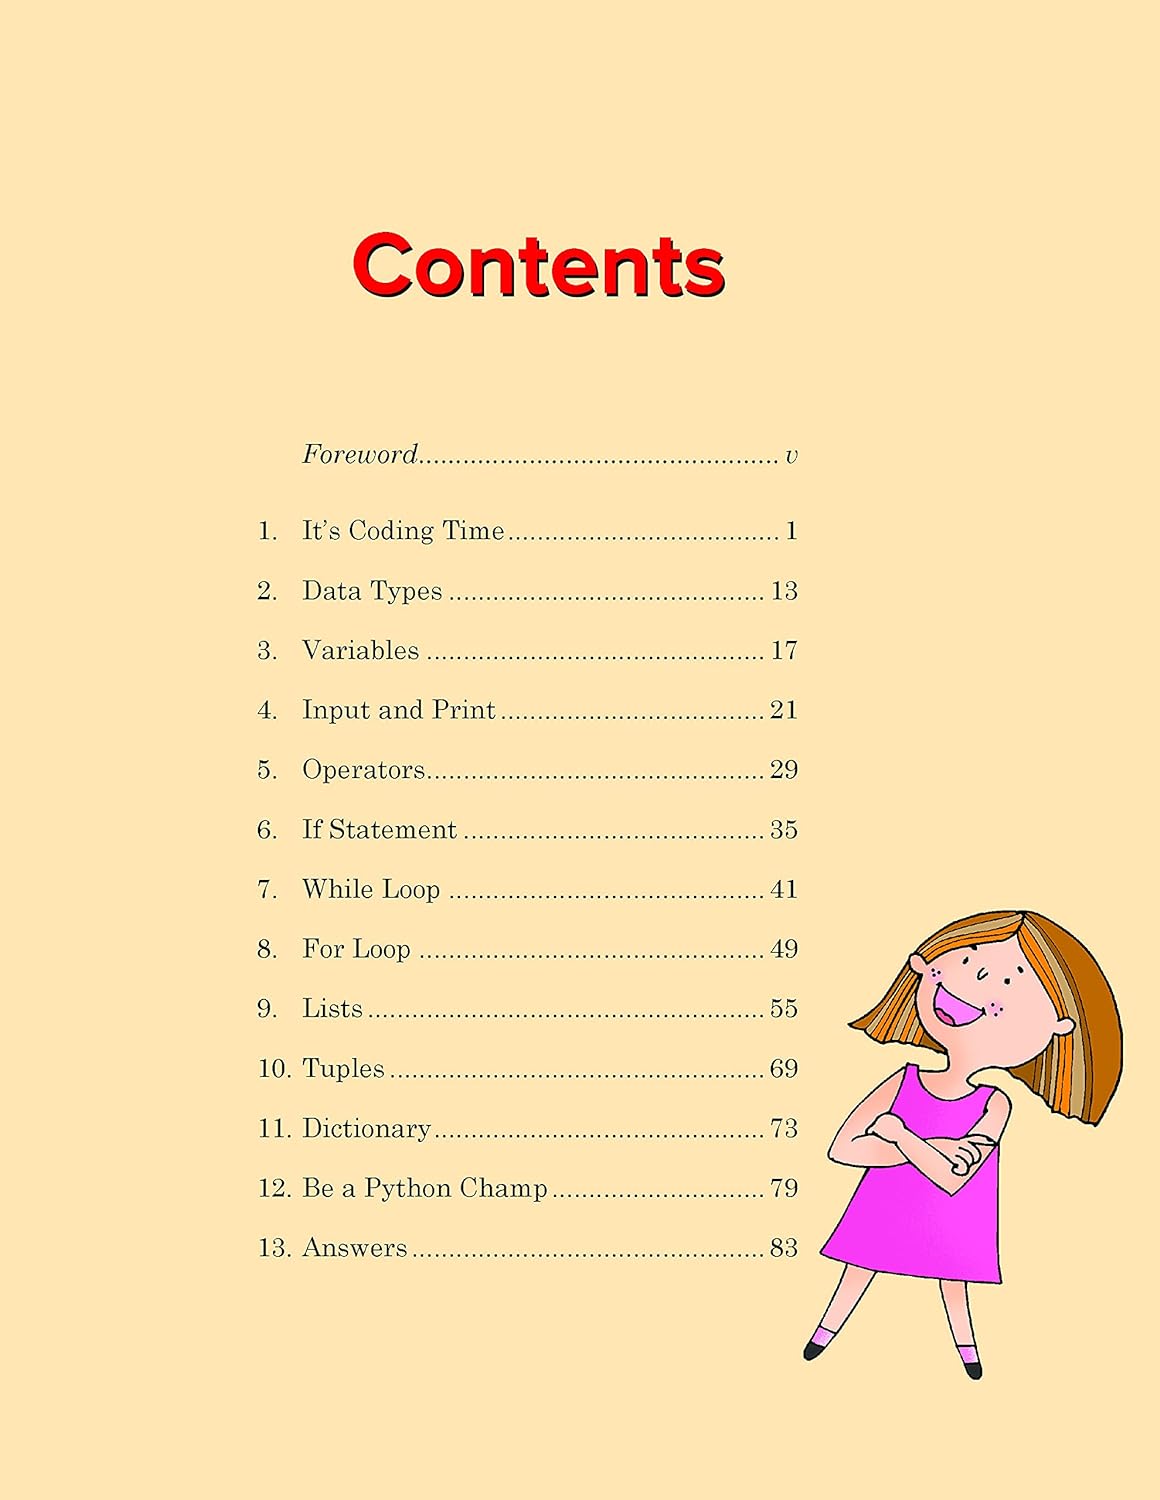 Contents
Foreword................................................ v
1. It's Coding Time..................................... 1
2. Data Types ........................................... 13
3. Variables .............................................. 17
4. Input and Print.................................... 21
5. Operators.............................................. 29
6. If Statement ......................................... 35
7. While Loop ........................................... 41
8. For Loop ............................................... 49
9. Lists...................................................... 55
10. Tuples................................................... 69
11. Dictionary............................................. 73
12. Be a Python Champ............................. 79
13. Answers................................................ 83